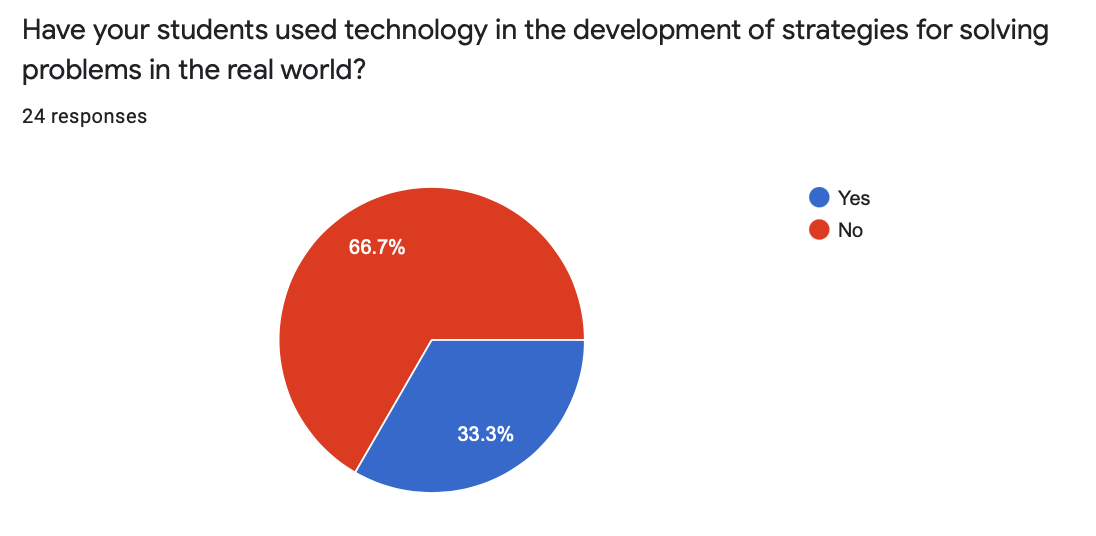 Have your students used technology in the development of strategies for solving
problems in the real world?
24 responses
Yes
No
66.7%
33.3%